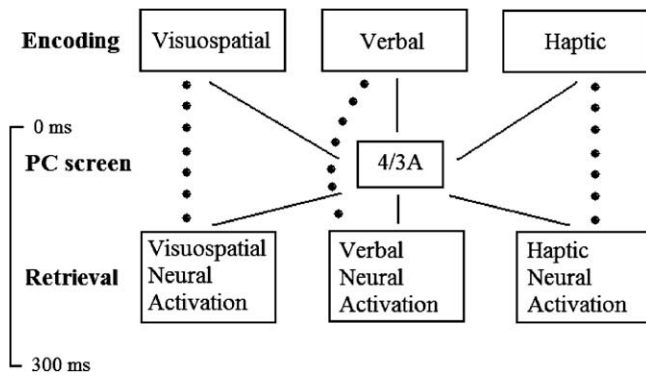 Encoding
Visuospatial
Verbal
Haptic
0 ms
PC screen
4/3A
Retrieval
Visuospatial
Neural
Activation
Verbal
Neural
Activation
Haptic
Neural
Activation
300 ms